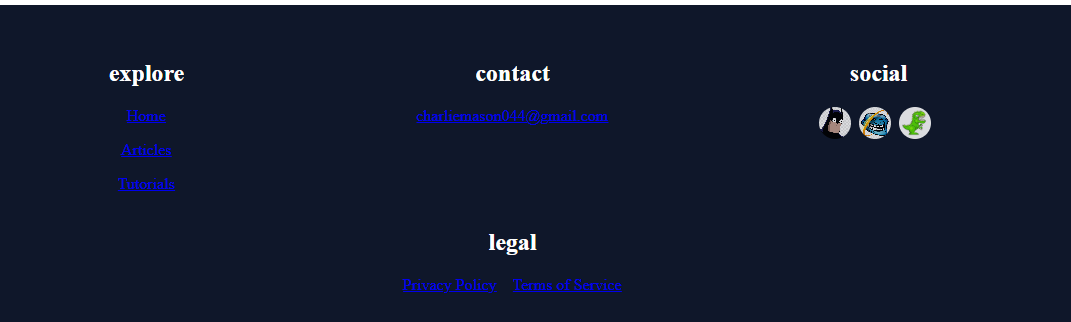 explore
Home
Articles
Tutorials
contact
charliemason044@gmail.com
social
legal
Privacy Policy Terms of Service